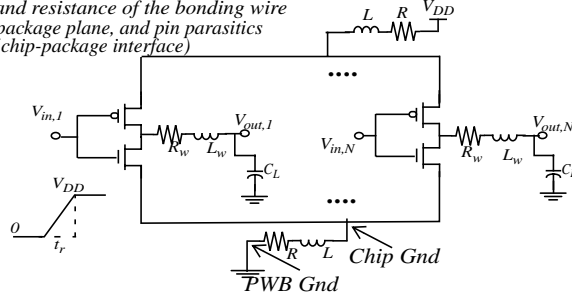 and resistance of the bonding wire
package plane, and pin parasitics
chip-package interface)
L
R
V_DD
....
V_in,1
V_out,1
R_w
L_w
C_L
V_in,N
V_out,N
R_w
L_w
V_DD
0
t_r
....
R
L
Chip Gnd
PWB Gnd